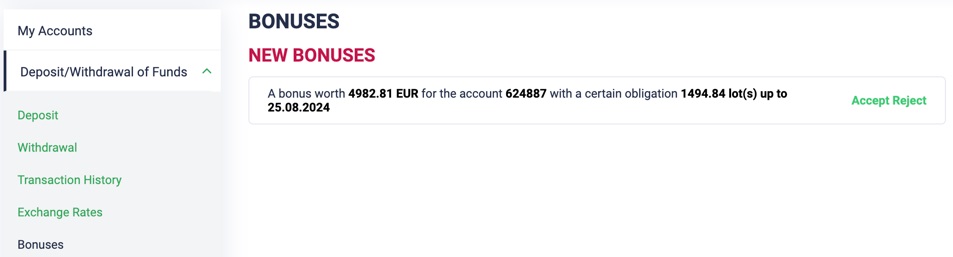 My Accounts
Deposit/Withdrawal of Funds
Deposit
Withdrawal
Transaction History
Exchange Rates
Bonuses
BONUSES
NEW BONUSES
A bonus worth 4982.81 EUR for the account 624887 with a certain obligation 1494.84 lot(s) up to
25.08.2024
Accept Reject